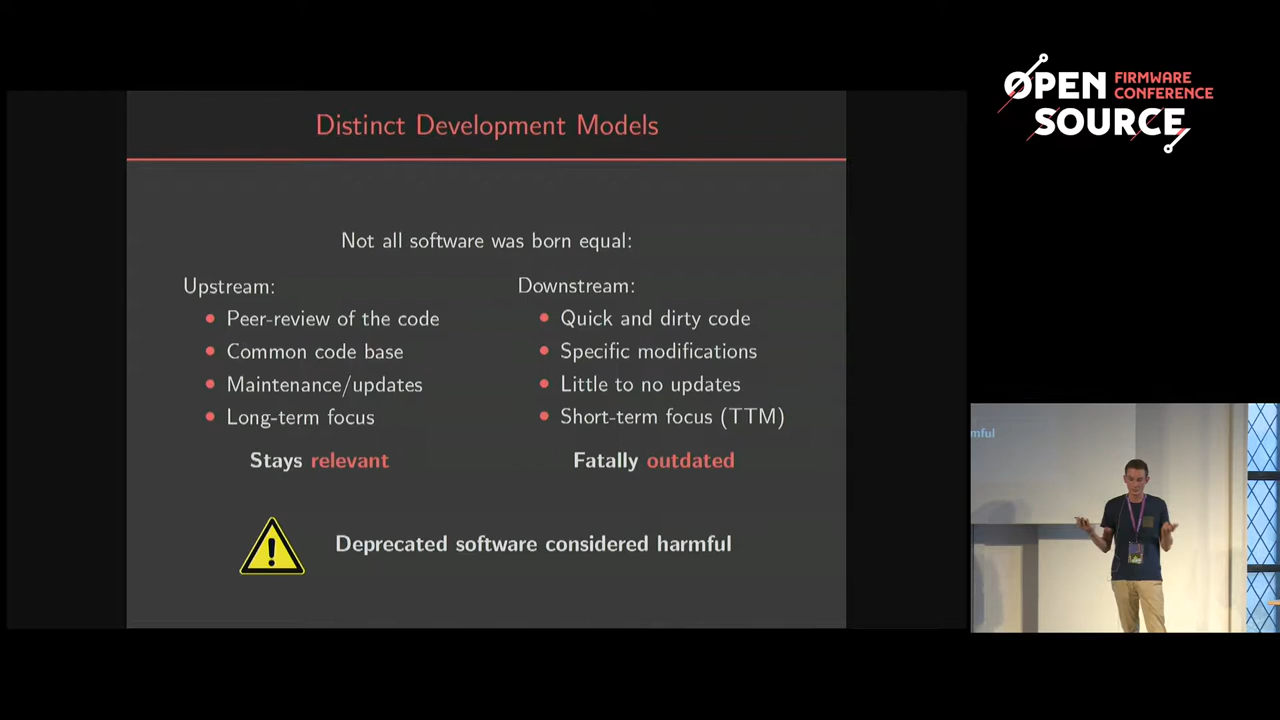 OPEN FIRMWARE
CONFERENCE
SOURCE
Distinct Development Models
Not all software was born equal:
Upstream:
• Peer-review of the code
• Common code base
• Maintenance/updates
• Long-term focus
Stays relevant
Downstream:
• Quick and dirty code
• Specific modifications
• Little to no updates
• Short-term focus (TTM)
Fatally outdated
Deprecated software considered harmful
mful